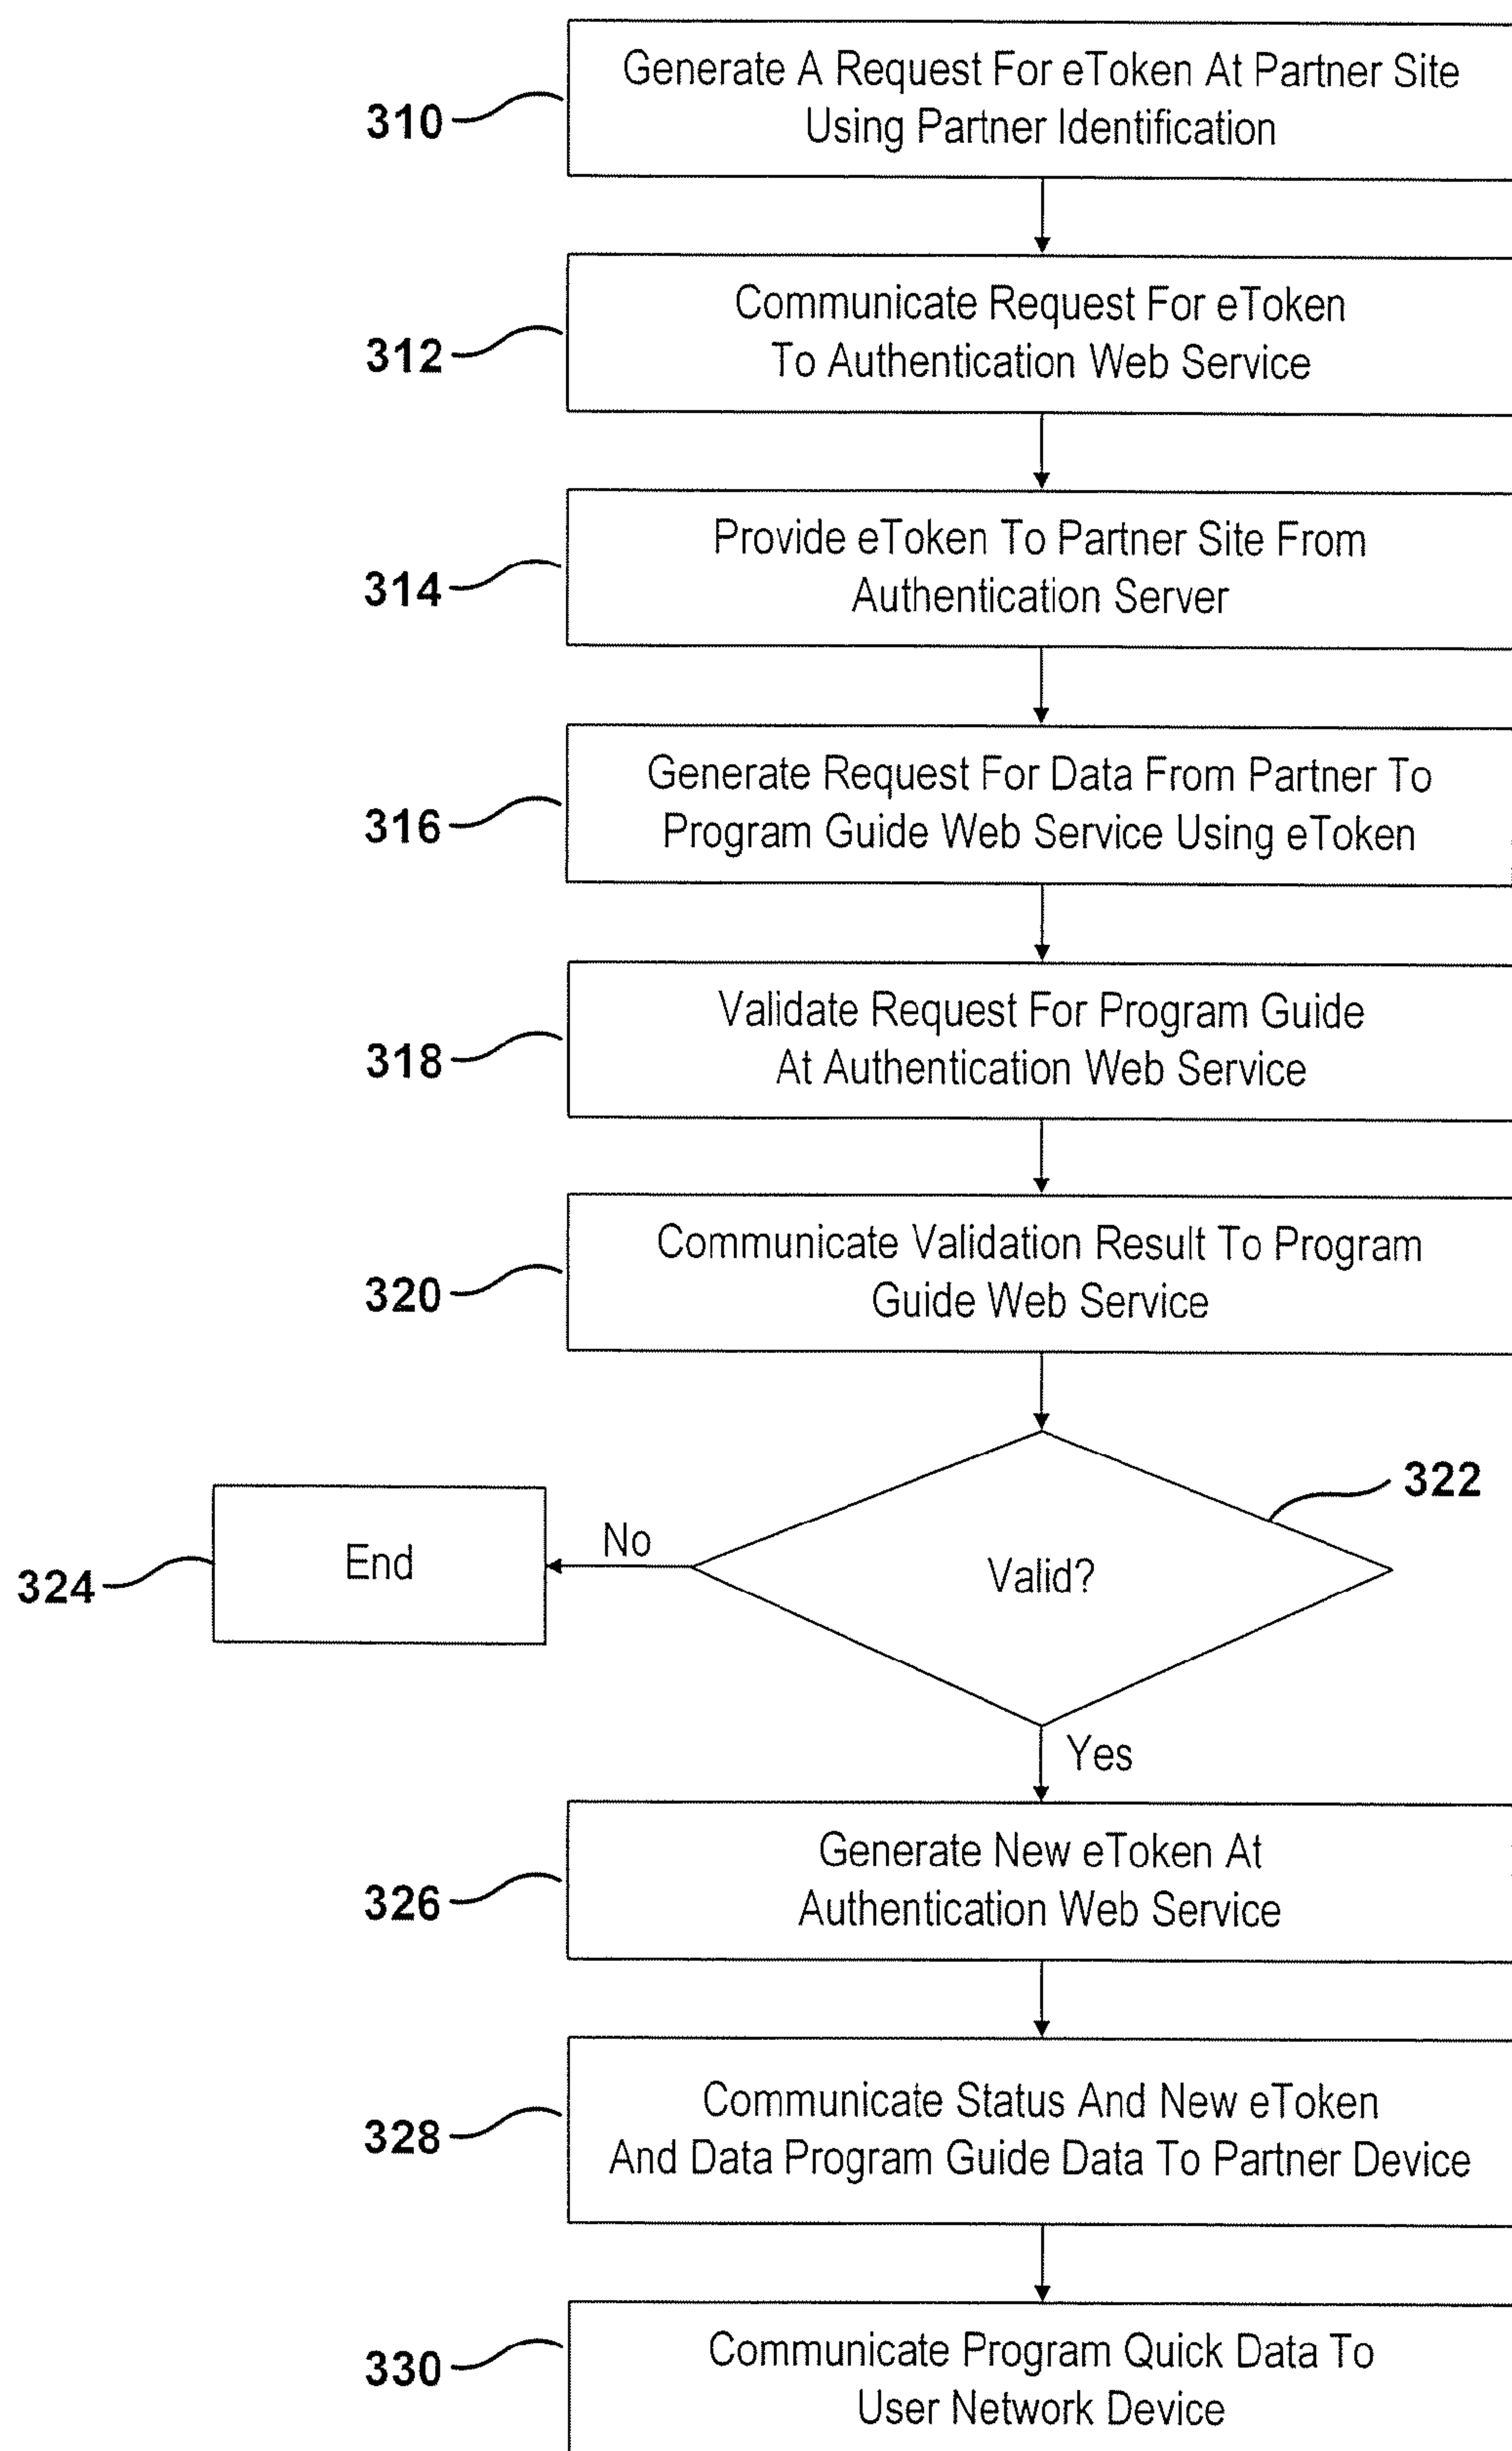 310
Generate A Request For eToken At Partner Site
Using Partner Identification
312
Communicate Request For eToken
To Authentication Web Service
314
Provide eToken To Partner Site From
Authentication Server
316
Generate Request For Data From Partner To
Program Guide Web Service Using eToken
318
Validate Request For Program Guide
At Authentication Web Service
320
Communicate Validation Result To Program
Guide Web Service
322
Valid?
No
324
End
Yes
326
Generate New eToken At
Authentication Web Service
328
Communicate Status And New eToken
And Data Program Guide Data To Partner Device
330
Communicate Program Quick Data To
User Network Device